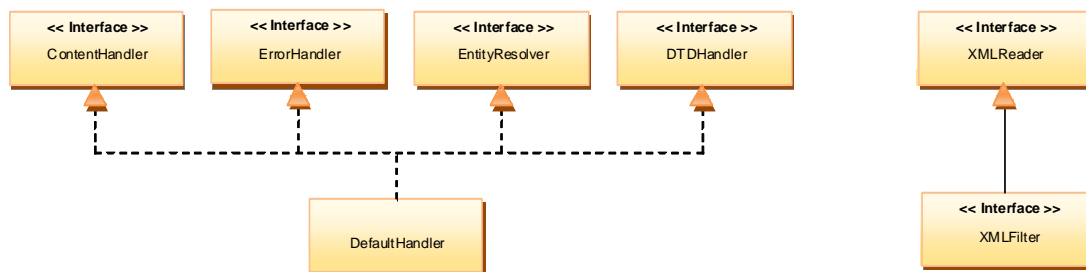 << Interface >>
ContentHandler
<< Interface >>
ErrorHandler
<< Interface >>
EntityResolver
<< Interface >>
DTDHandler
<< Interface >>
XMLReader
DefaultHandler
<< Interface >>
XMLFilter